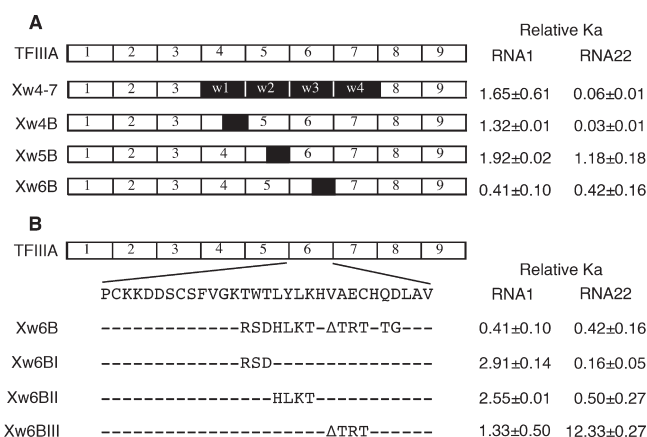 A
Relative Ka
RNA1 RNA22
TFIIIA 1 2 3 4 5 6 7 8 9
Xw4-7 1 2 3 w1 w2 w3 w4 8 9 1.65±0.61 0.06±0.01
Xw4B 1 2 3 4 5 6 7 8 9 1.32±0.01 0.03±0.01
Xw5B 1 2 3 4 6 7 8 9 1.92±0.02 1.18±0.18
Xw6B 1 2 3 4 5 7 8 9 0.41±0.10 0.42±0.16
B
TFIIIA 1 2 3 4 5 6 7 8 9
Relative Ka
RNA1 RNA22
PCKKDDSCSFVGKTWTLYLKHVAECHQDLAV
Xw6B -------------RSDHLKT-ΔTRT-TG--- 0.41±0.10 0.42±0.16
Xw6BI -------------RSD--------------- 2.91±0.14 0.16±0.05
Xw6BII ----------------HLKT----------- 2.55±0.01 0.50±0.27
Xw6BIII ---------------------ΔTRT------ 1.33±0.50 12.33±0.27